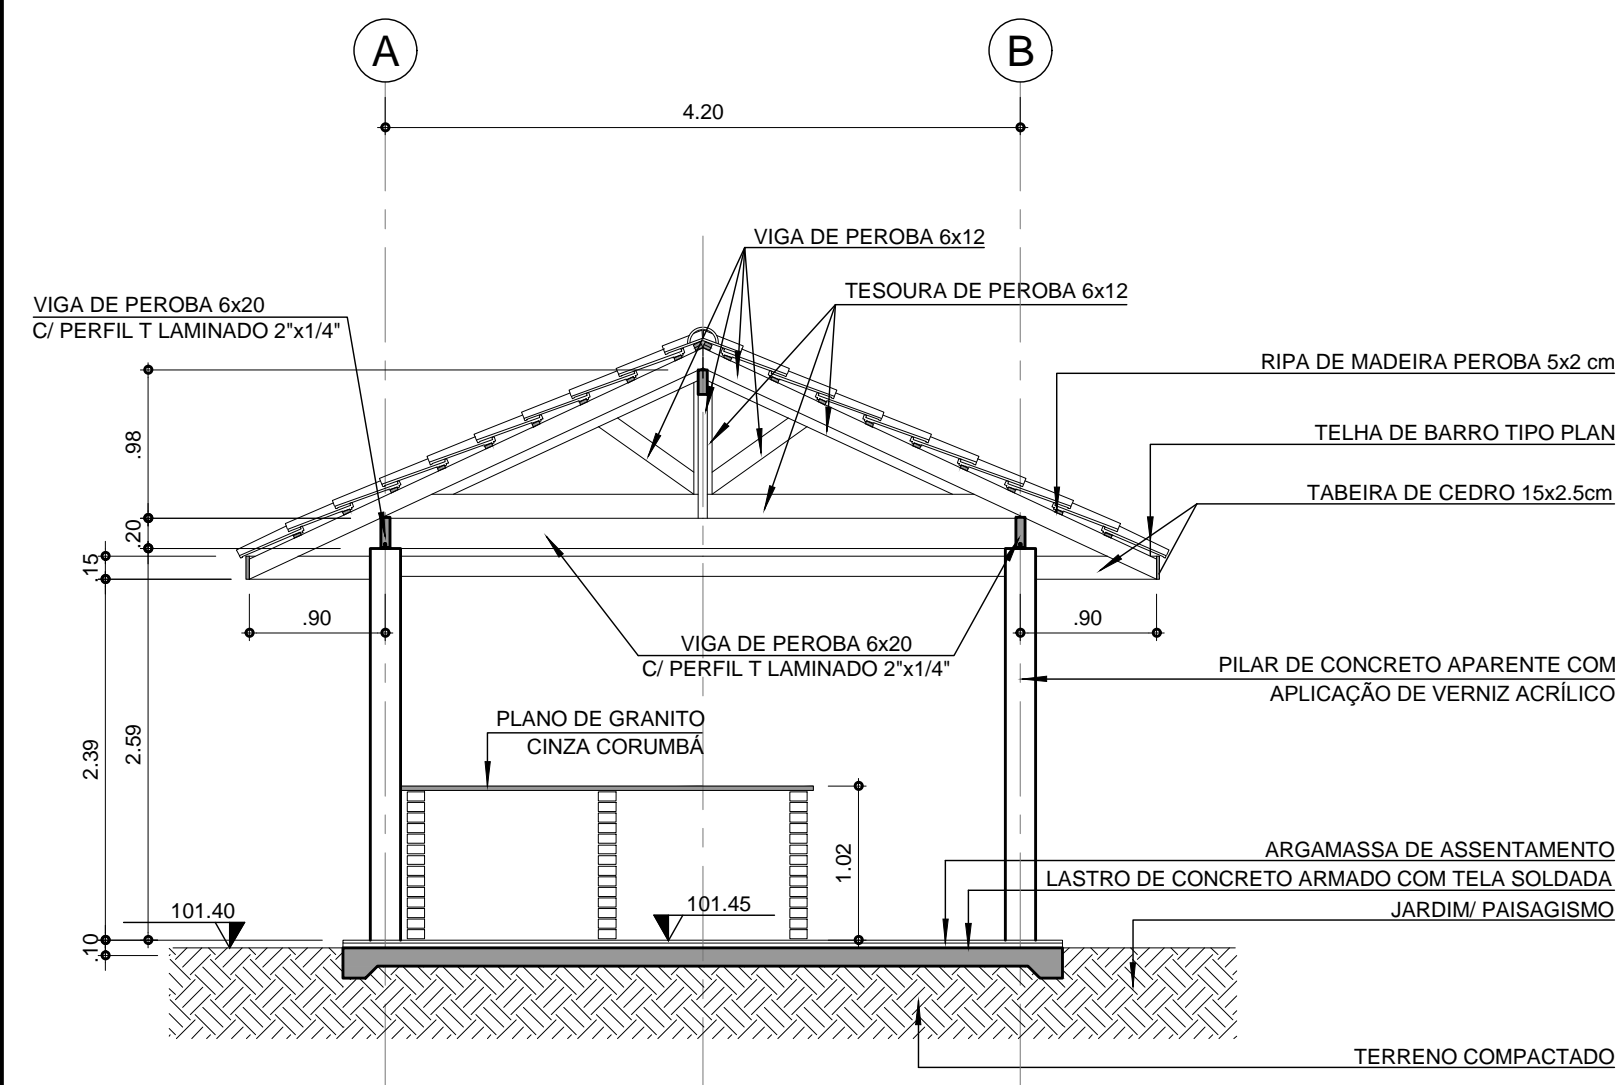 A
B
4.20
VIGA DE PEROBA 6x12
TESOURA DE PEROBA 6x12
VIGA DE PEROBA 6x20
C/ PERFIL T LAMINADO 2"x1/4"
RIPA DE MADEIRA PEROBA 5x2 cm
TELHA DE BARRO TIPO PLAN
TABEIRA DE CEDRO 15x2.5cm
.98
.20
.15
.90
.90
VIGA DE PEROBA 6x20
C/ PERFIL T LAMINADO 2"x1/4"
PILAR DE CONCRETO APARENTE COM
APLICAÇÃO DE VERNIZ ACRÍLICO
PLANO DE GRANITO
CINZA CORUMBÁ
2.39
2.59
1.02
ARGAMASSA DE ASSENTAMENTO
LASTRO DE CONCRETO ARMADO COM TELA SOLDADA
JARDIM/ PAISAGISMO
101.40
101.45
.10
TERRENO COMPACTADO